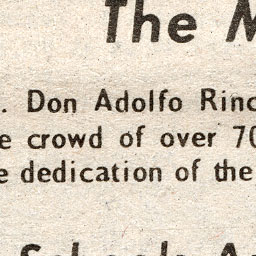 The M
. Don Adolfo Rinc
e crowd of over 70
e dedication of the